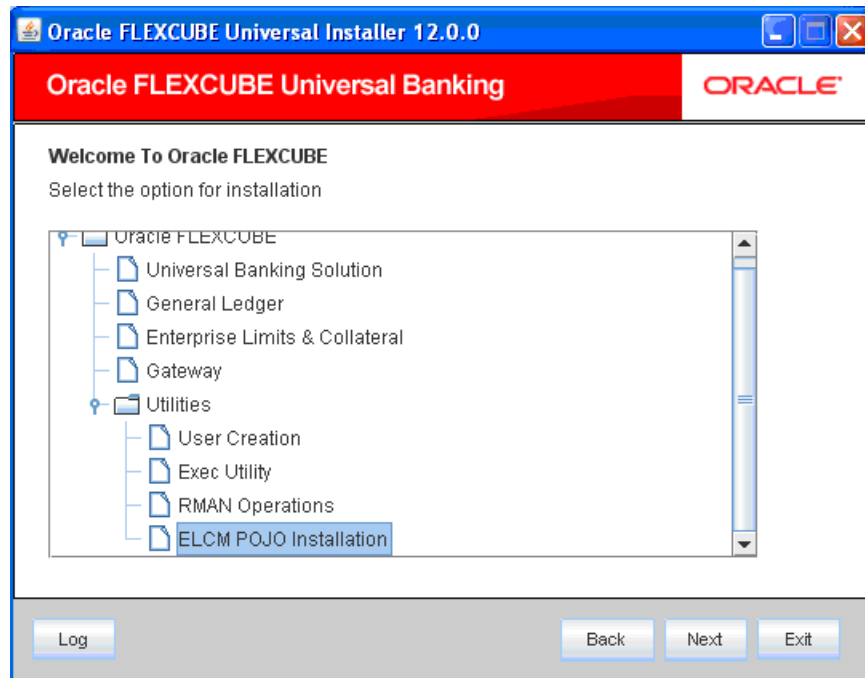 Oracle FLEXCUBE Universal Installer 12.0.0
Oracle FLEXCUBE Universal Banking
ORACLE
Welcome To Oracle FLEXCUBE
Select the option for installation
Oracle FLEXCUBE
Universal Banking Solution
General Ledger
Enterprise Limits & Collateral
Gateway
Utilities
User Creation
Exec Utility
RMAN Operations
ELCM POJO Installation
Log
Back
Next
Exit